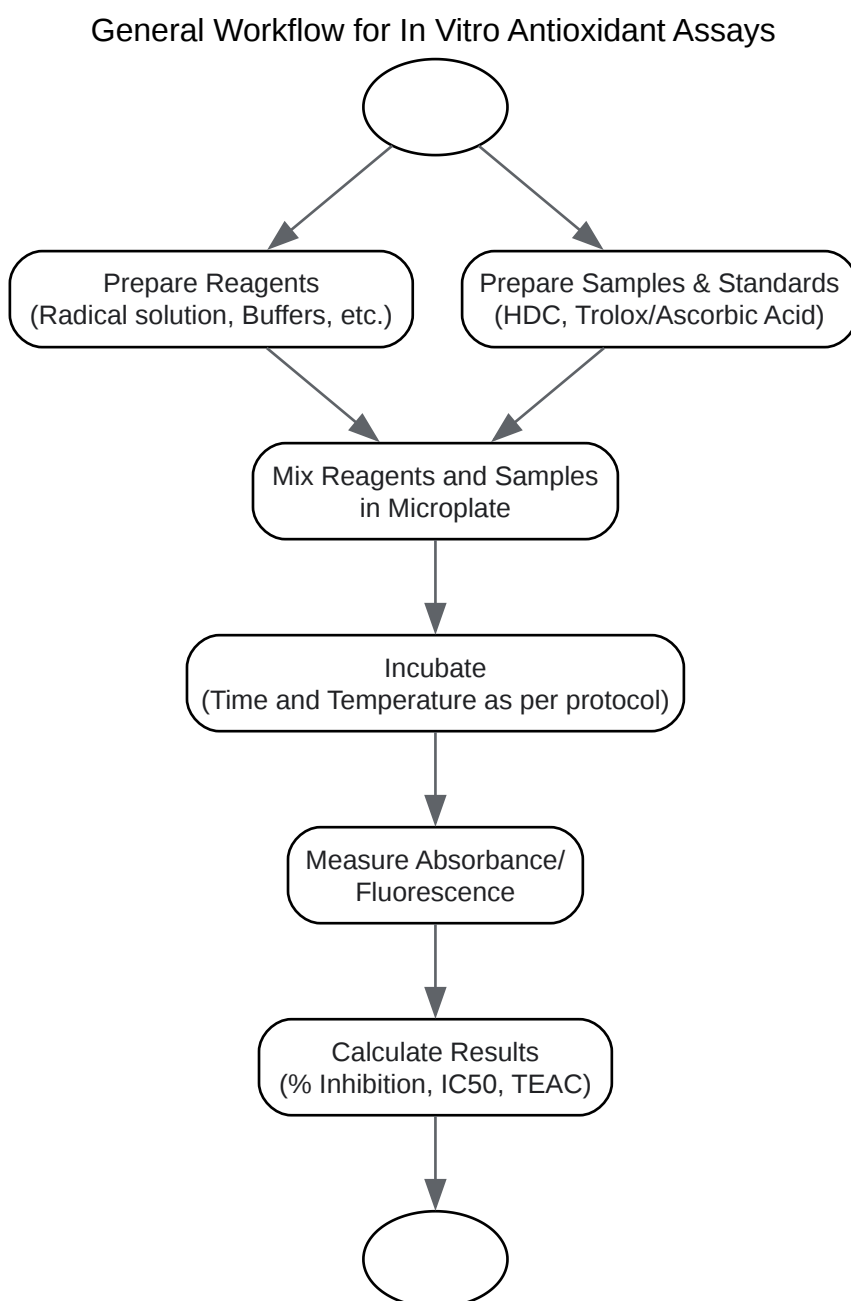 General Workflow for In Vitro Antioxidant Assays
Prepare Reagents
(Radical solution, Buffers, etc.)
Prepare Samples & Standards
(HDC, Trolox/Ascorbic Acid)
Mix Reagents and Samples
in Microplate
Incubate
(Time and Temperature as per protocol)
Measure Absorbance/
Fluorescence
Calculate Results
(% Inhibition, IC50, TEAC)